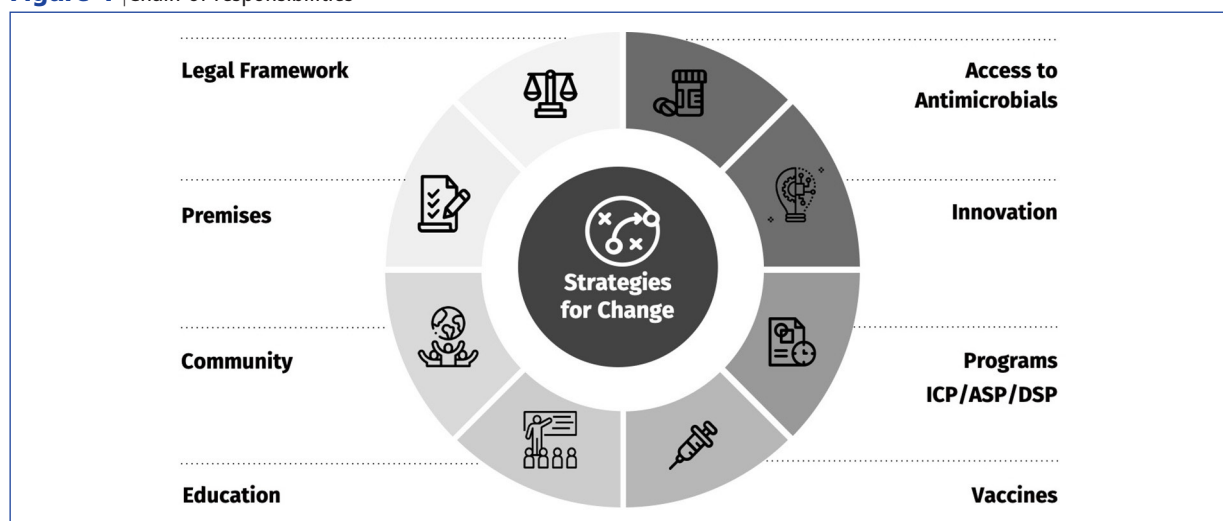 Legal Framework
Access to
Antimicrobials
Premises
Innovation
Strategies
for Change
Community
Programs
ICP/ASP/DSP
Education
Vaccines